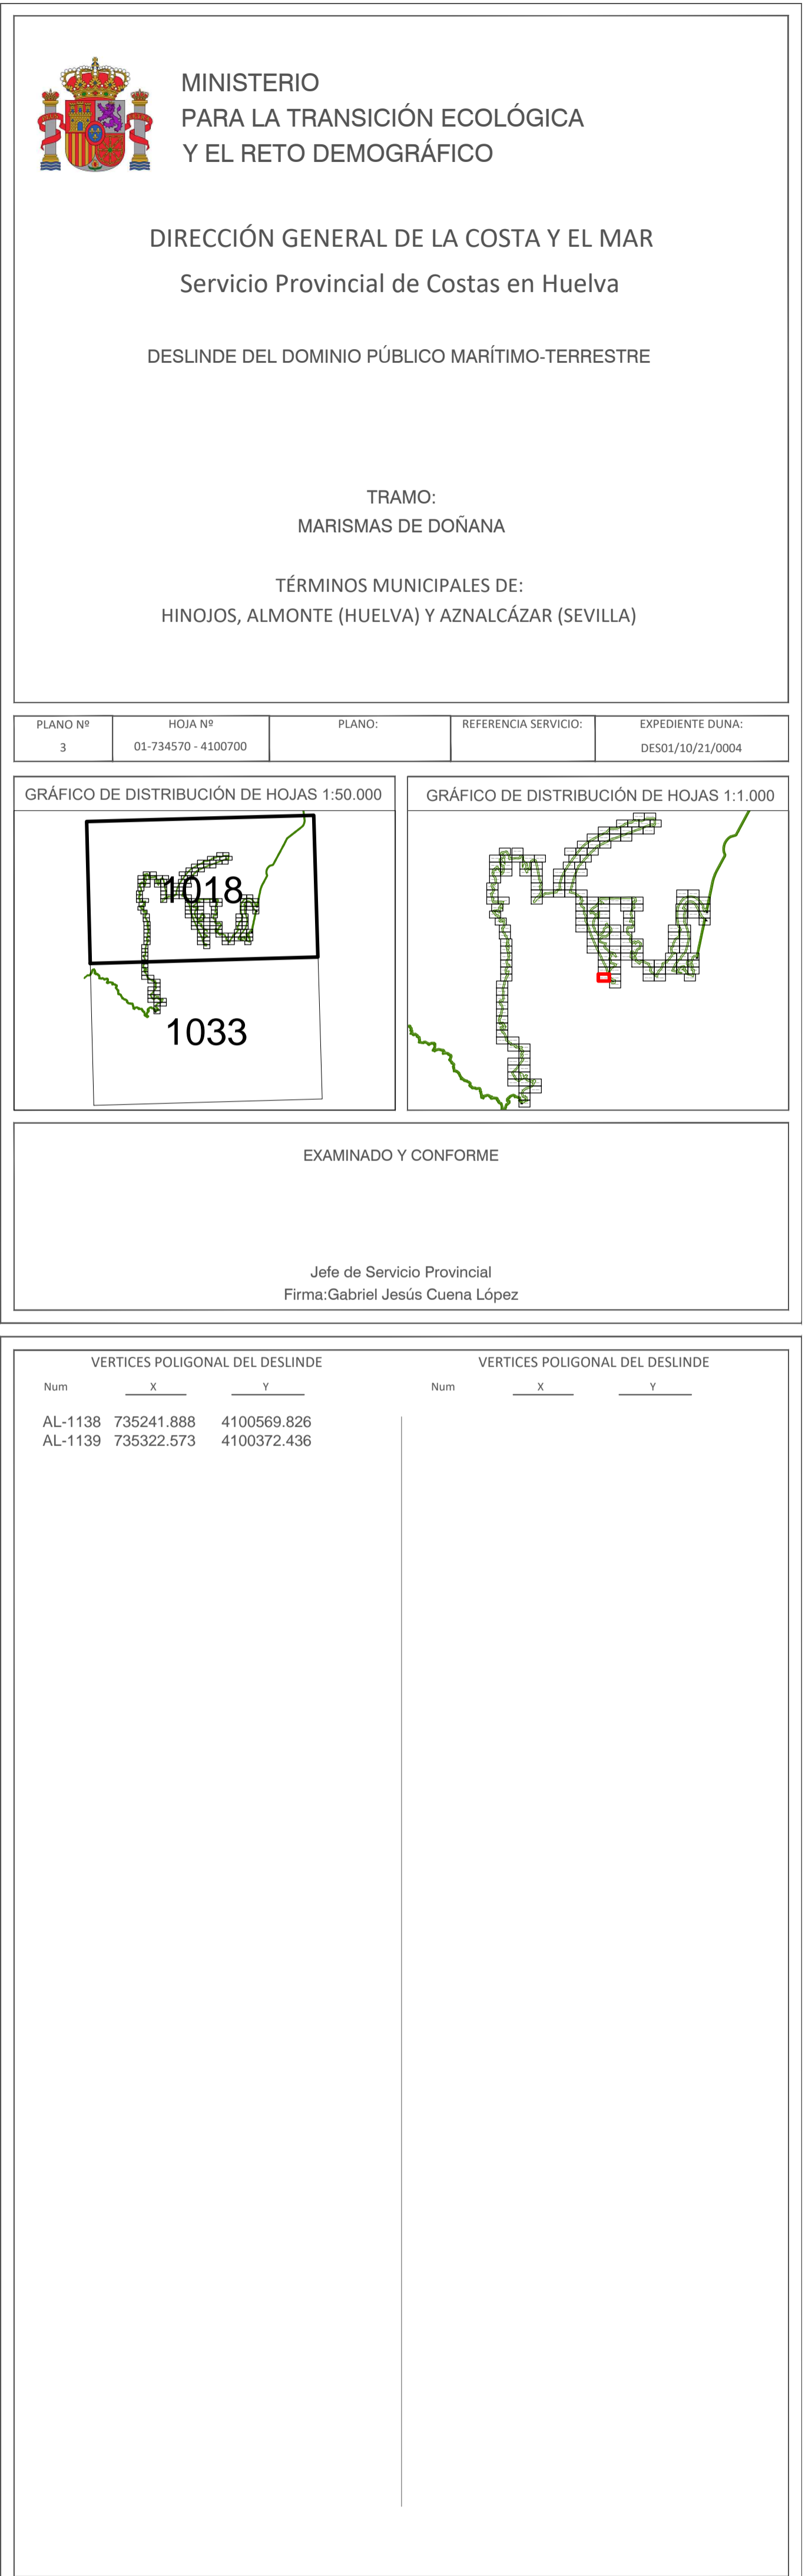 MINISTERIO
PARA LA TRANSICIÓN ECOLÓGICA
Y EL RETO DEMOGRÁFICO
DIRECCIÓN GENERAL DE LA COSTA Y EL MAR
Servicio Provincial de Costas en Huelva
DESLINDE DEL DOMINIO PÚBLICO MARÍTIMO-TERRESTRE
TRAMO:
MARISMAS DE DOÑANA
TÉRMINOS MUNICIPALES DE:
HINOJOS, ALMONTE (HUELVA) Y AZNALCÁZAR (SEVILLA)
PLANO Nº HOJA Nº PLANO: REFERENCIA SERVICIO: EXPEDIENTE DUNA:
3 01-734570 - 4100700 DES01/10/21/0004
GRÁFICO DE DISTRIBUCIÓN DE HOJAS 1:50.000
1018
1033
GRÁFICO DE DISTRIBUCIÓN DE HOJAS 1:1.000
EXAMINADO Y CONFORME
Jefe de Servicio Provincial
Firma:Gabriel Jesús Cuena López
VERTICES POLIGONAL DEL DESLINDE VERTICES POLIGONAL DEL DESLINDE
Num X Y Num X Y
AL-1138 735241.888 4100569.826
AL-1139 735322.573 4100372.436